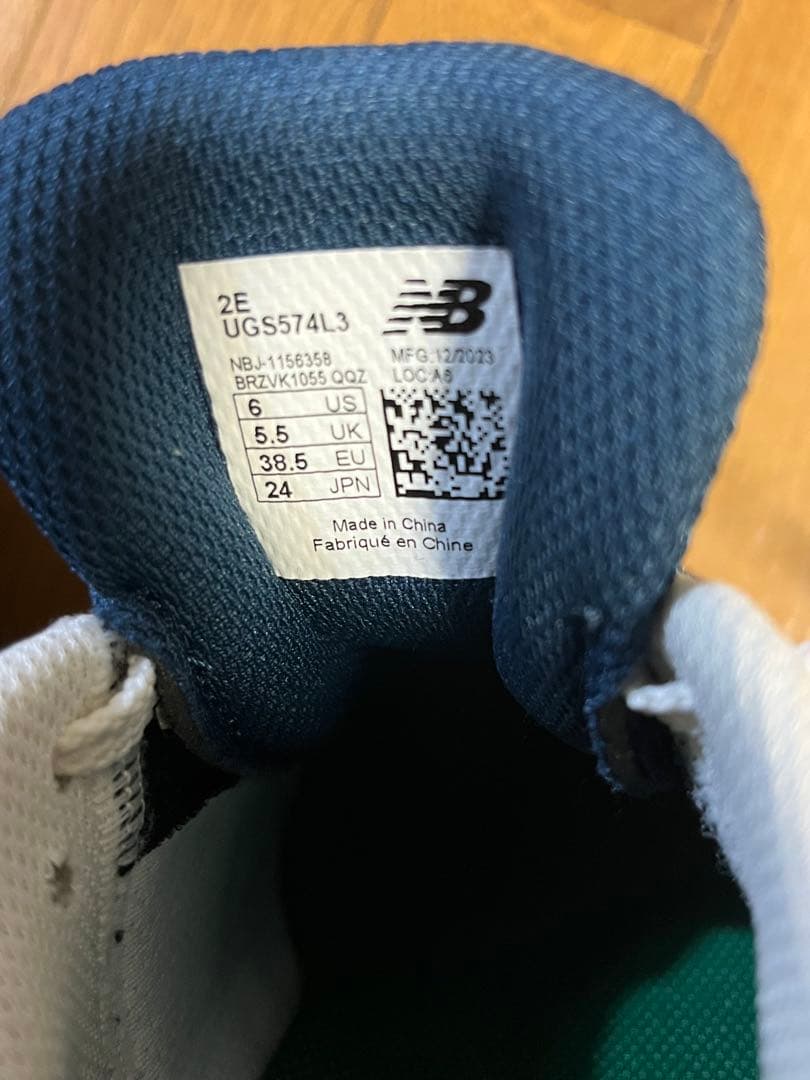 2E
UGS574L3
NB
NBJ-1156358
BRZVK1055 QQZ
MFG:12/2023
LOC:A6
6 US
5.5 UK
38.5 EU
24 JPN
Made in China
Fabriqué en Chine